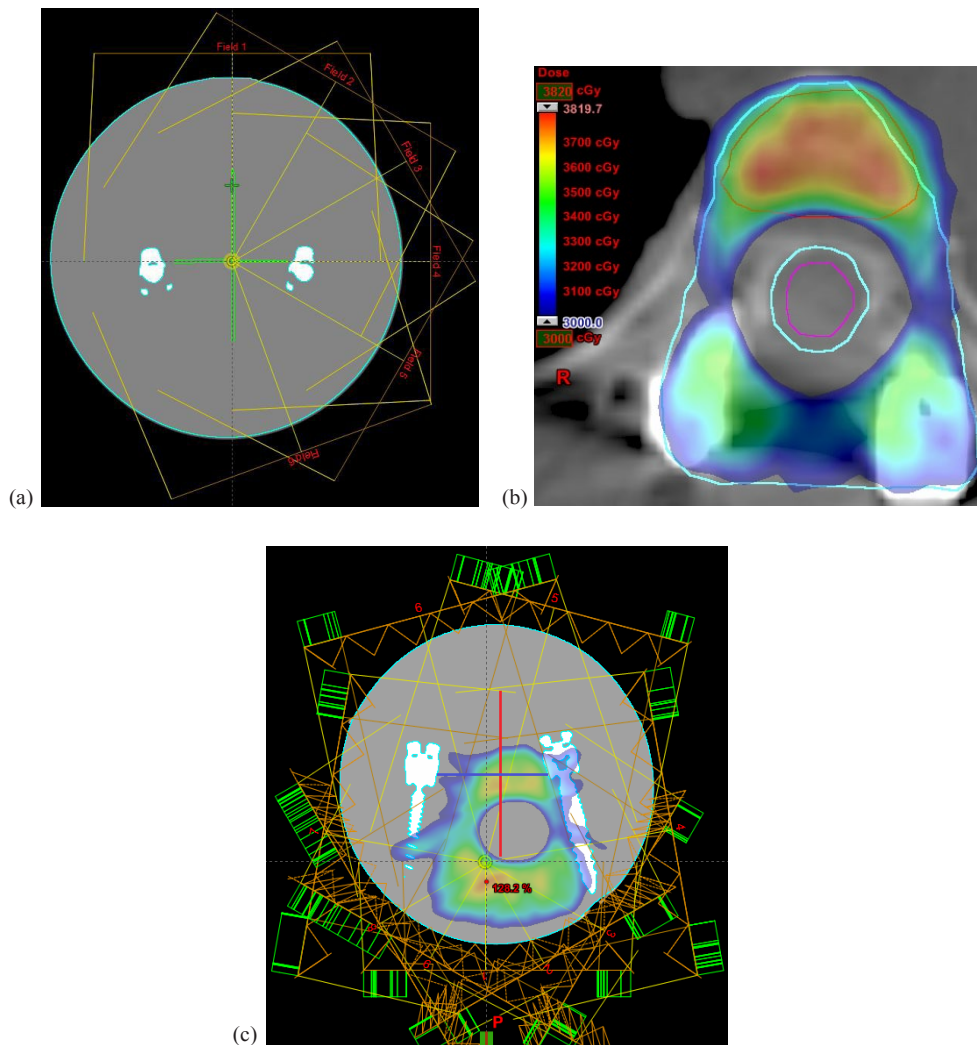 (a)
Field 1
Field 2
Field 3
Field 4
Field 5
Field 6
(b)
Dose
3820 cGy
3819.7
3700 cGy
3600 cGy
3500 cGy
3400 cGy
3300 cGy
3200 cGy
3100 cGy
3000.0
3000 cGy
R
(c)
6
5
4
3
129.2 %
P